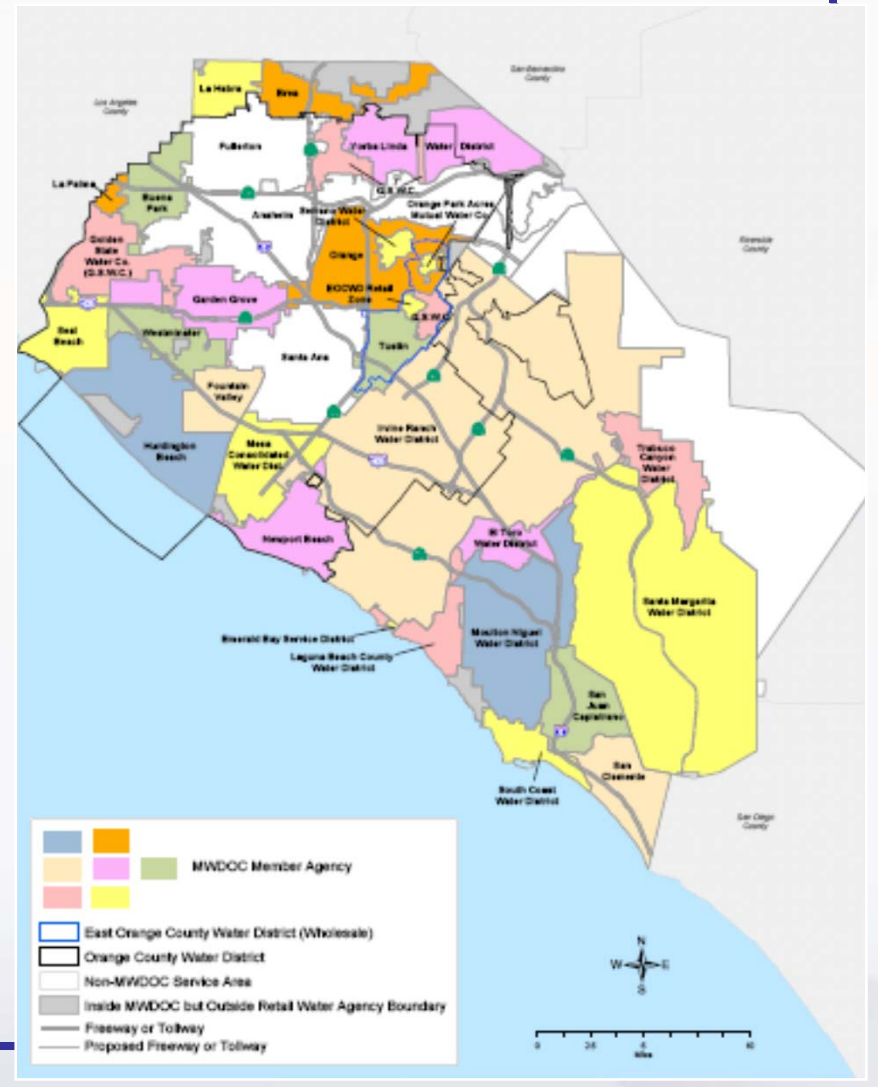 San Bernardino
County
Los Angeles
County
La Habra
Brea
Fullerton
Yorba Linda
Water District
La Palma
Buena
Park
G.S.W.C.
Anaheim
Serrano Water
District
Orange Park Acres
Mutual Water Co.
Riverside
County
Golden
State
Water Co.
(G.S.W.C.)
Orange
Garden Grove
EOCWD Retail
Zone
G.S.W.C.
Seal
Beach
Westminster
Santa Ana
Tustin
Fountain
Valley
Irvine Ranch
Water District
Huntington
Beach
Mesa
Consolidated
Water Dist.
Trabuco
Canyon
Water
District
Newport Beach
El Toro
Water District
Santa Margarita
Water District
Emerald Bay Service District
Moulton Niguel
Water District
Laguna Beach County
Water District
San
Juan
Capistrano
San
Clemente
South Coast
Water District
San Diego
County
MWDOC Member Agency
East Orange County Water District (Wholesale)
Orange County Water District
Non-MWDOC Service Area
Inside MWDOC but Outside Retail Water Agency Boundary
Freeway or Tollway
Proposed Freeway or Tollway
N
W E
S
0 2.5 5 10
Miles